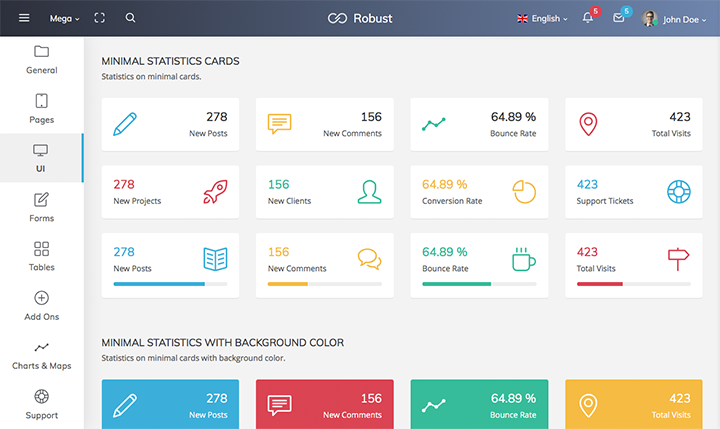 Mega
Robust
English
5
5
John Doe
General
Pages
UI
Forms
Tables
Add Ons
Charts & Maps
Support
MINIMAL STATISTICS CARDS
Statistics on minimal cards.
278
New Posts
156
New Comments
64.89 %
Bounce Rate
423
Total Visits
278
New Projects
156
New Clients
64.89 %
Conversion Rate
423
Support Tickets
278
New Posts
156
New Comments
64.89 %
Bounce Rate
423
Total Visits
MINIMAL STATISTICS WITH BACKGROUND COLOR
Statistics on minimal cards with background color.
278
New Posts
156
New Comments
64.89 %
Bounce Rate
423
Total Visits